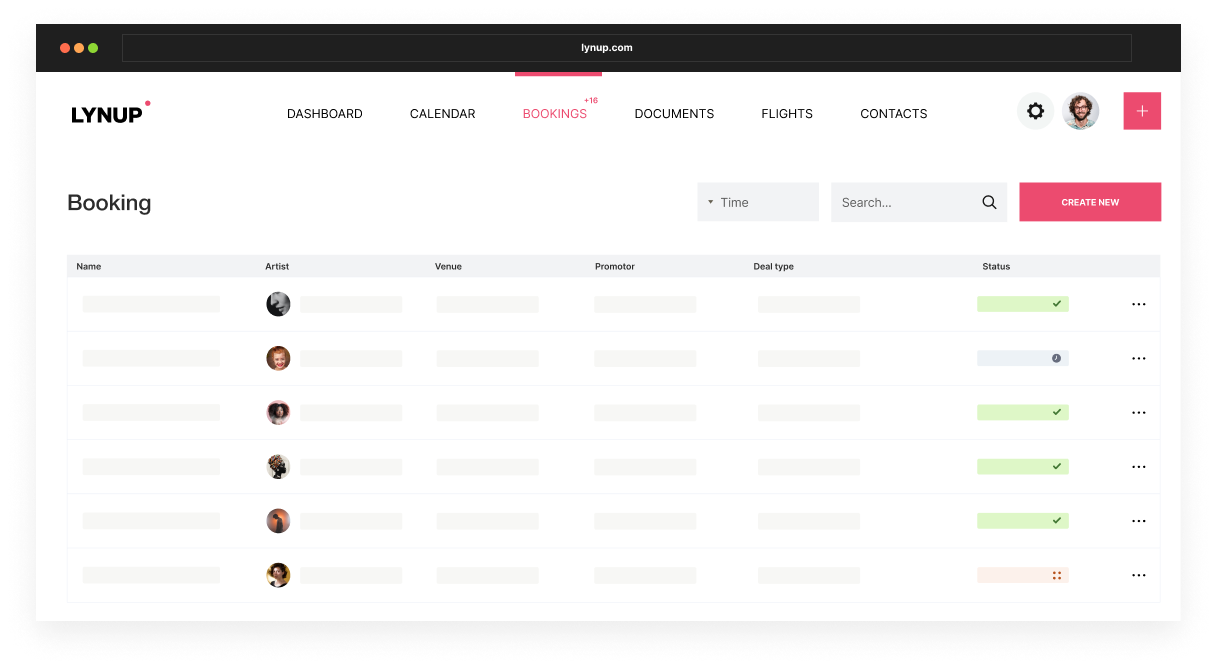 lynup.com
LYNUP
DASHBOARD
CALENDAR
BOOKINGS
+16
DOCUMENTS
FLIGHTS
CONTACTS
Booking
Time
Search...
CREATE NEW
Name
Artist
Venue
Promotor
Deal type
Status